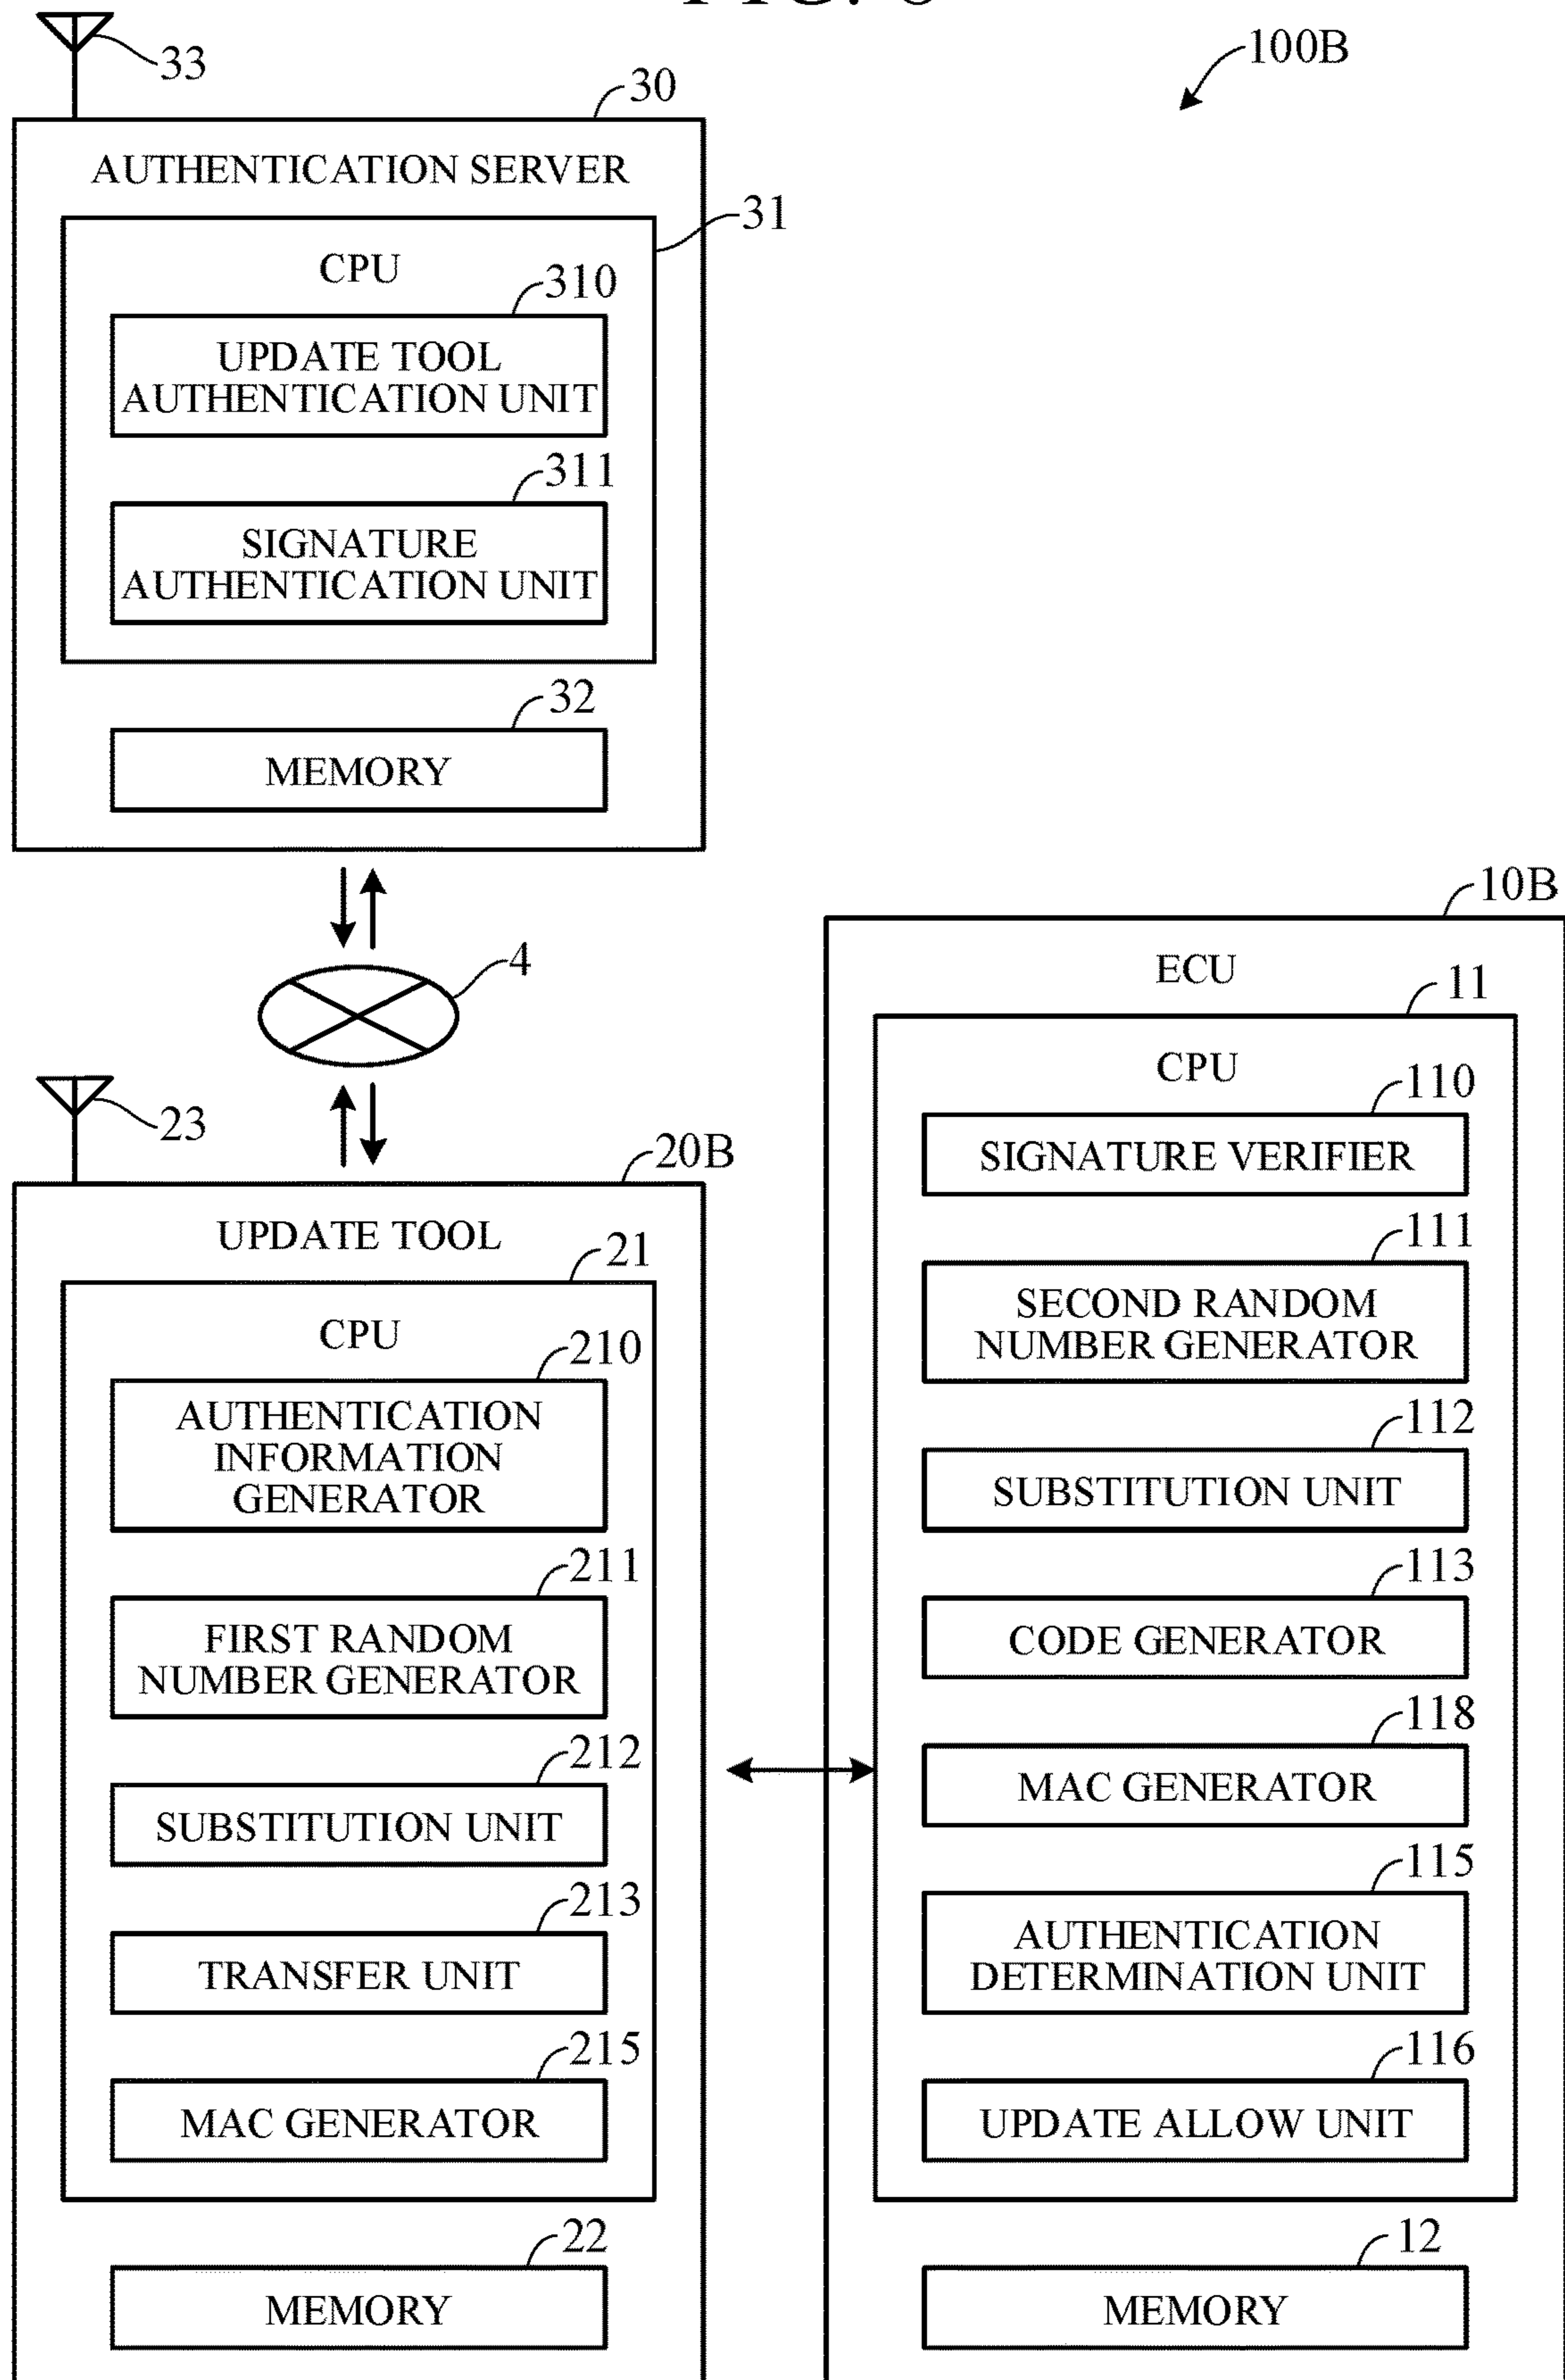 100B
33
30
AUTHENTICATION SERVER
31
CPU
310
UPDATE TOOL
AUTHENTICATION UNIT
311
SIGNATURE
AUTHENTICATION UNIT
32
MEMORY
4
23
20B
UPDATE TOOL
21
CPU
210
AUTHENTICATION
INFORMATION
GENERATOR
211
FIRST RANDOM
NUMBER GENERATOR
212
SUBSTITUTION UNIT
213
TRANSFER UNIT
215
MAC GENERATOR
22
MEMORY
10B
ECU
11
CPU
110
SIGNATURE VERIFIER
111
SECOND RANDOM
NUMBER GENERATOR
112
SUBSTITUTION UNIT
113
CODE GENERATOR
118
MAC GENERATOR
115
AUTHENTICATION
DETERMINATION UNIT
116
UPDATE ALLOW UNIT
12
MEMORY